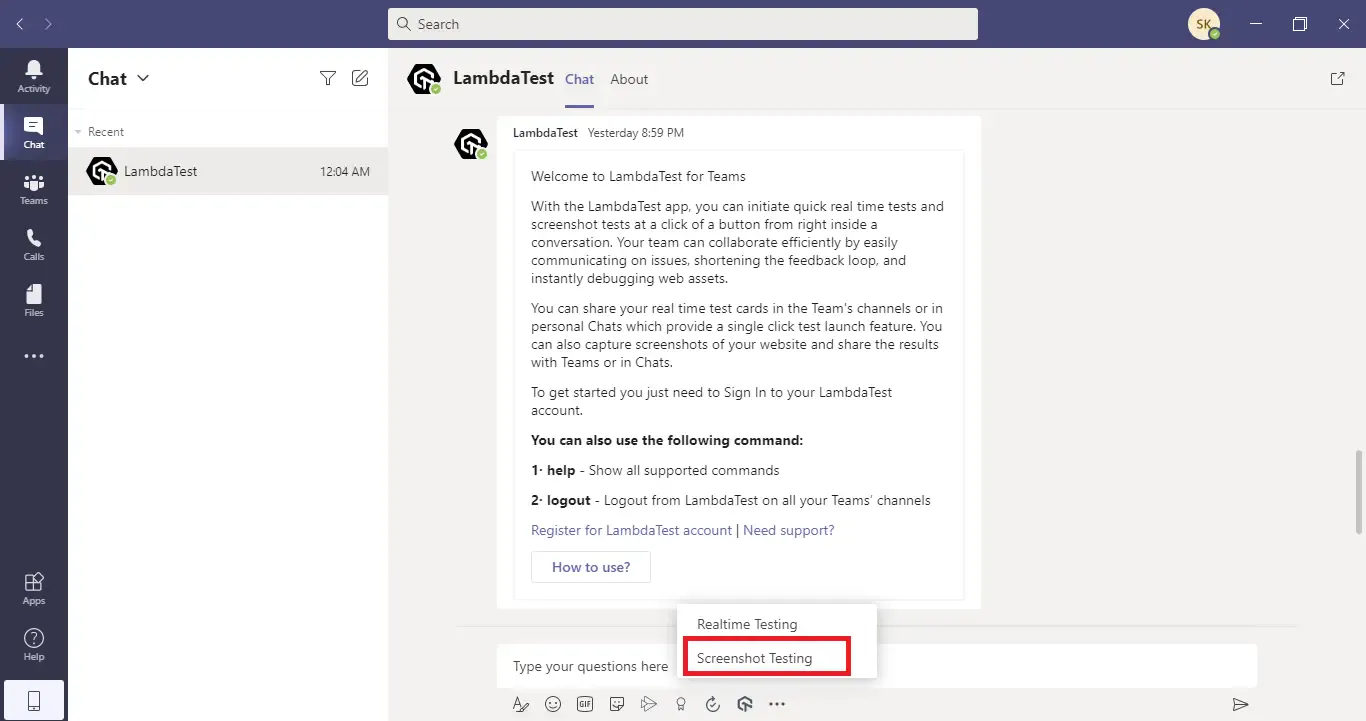 Search
SK
Activity
Chat
Teams
Calls
Files
Apps
Help
Chat
Recent
LambdaTest 12:04 AM
LambdaTest Chat About
LambdaTest Yesterday 8:59 PM
Welcome to LambdaTest for Teams
With the LambdaTest app, you can initiate quick real time tests and
screenshot tests at a click of a button from right inside a
conversation. Your team can collaborate efficiently by easily
communicating on issues, shortening the feedback loop, and
instantly debugging web assets.
You can share your real time test cards in the Team's channels or in
personal Chats which provide a single click test launch feature. You
can also capture screenshots of your website and share the results
with Teams or in Chats.
To get started you just need to Sign In to your LambdaTest
account.
You can also use the following command:
1· help - Show all supported commands
2· logout - Logout from LambdaTest on all your Teams’ channels
Register for LambdaTest account | Need support?
How to use?
Realtime Testing
Screenshot Testing
Type your questions here
GIF